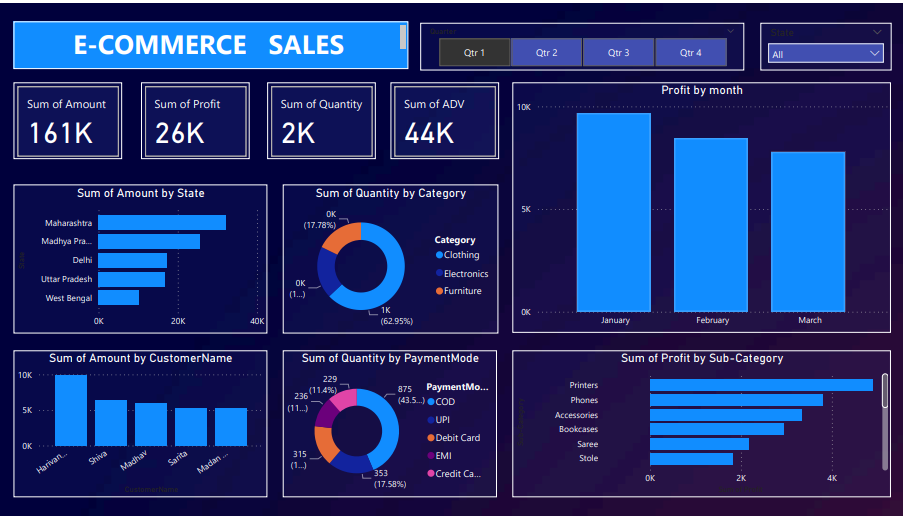 E-COMMERCE SALES
Quarter
Qtr 1
Qtr 2
Qtr 3
Qtr 4
State
All
Sum of Amount
161K
Sum of Profit
26K
Sum of Quantity
2K
Sum of ADV
44K
Profit by month
10K
5K
0K
January
February
March
Sum of Amount by State
State
Maharashtra
Madhya Pra...
Delhi
Uttar Pradesh
West Bengal
0K
20K
40K
Sum of Quantity by Category
0K
(17.78%)
0K
(1...)
1K
(62.95%)
Category
Clothing
Electronics
Furniture
Sum of Amount by CustomerName
10K
5K
0K
Harivan...
Shiva
Madhav
Sarita
Madan ...
CustomerName
Sum of Quantity by PaymentMode
229
(11.4%)
236
(11...)
315
(1...)
875
(43.5...)
353
(17.58%)
PaymentMo...
COD
UPI
Debit Card
EMI
Credit Ca...
Sum of Profit by Sub-Category
Printers
Phones
Accessories
Bookcases
Saree
Stole
0K
2K
4K